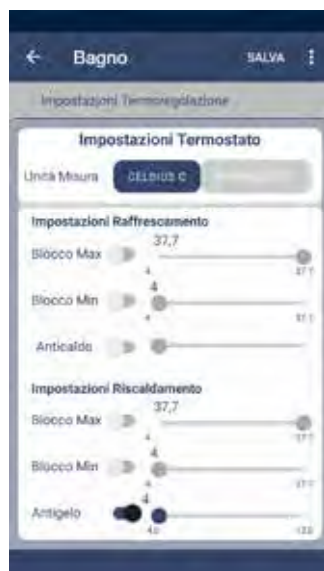 Bagno SALVA
Impostazioni Termoregolazione
Impostazioni Termostato
Unità Misura CELSIUS C
Impostazioni Raffrescamento
37,7
Blocco Max
4 37.7
4
Blocco Min
4 37.7
Anticaldo
Impostazioni Riscaldamento
37,7
Blocco Max
4 37.7
4
Blocco Min
4 37.7
4
Antigelo
4.0